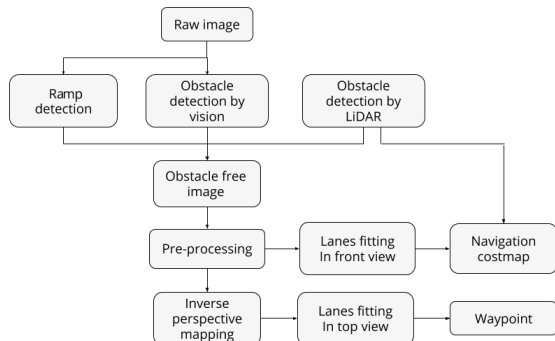 Raw image
Ramp
detection
Obstacle
detection by
vision
Obstacle
detection by
LiDAR
Obstacle free
image
Pre-processing
Lanes fitting
In front view
Navigation
costmap
Inverse
perspective
mapping
Lanes fitting
In top view
Waypoint